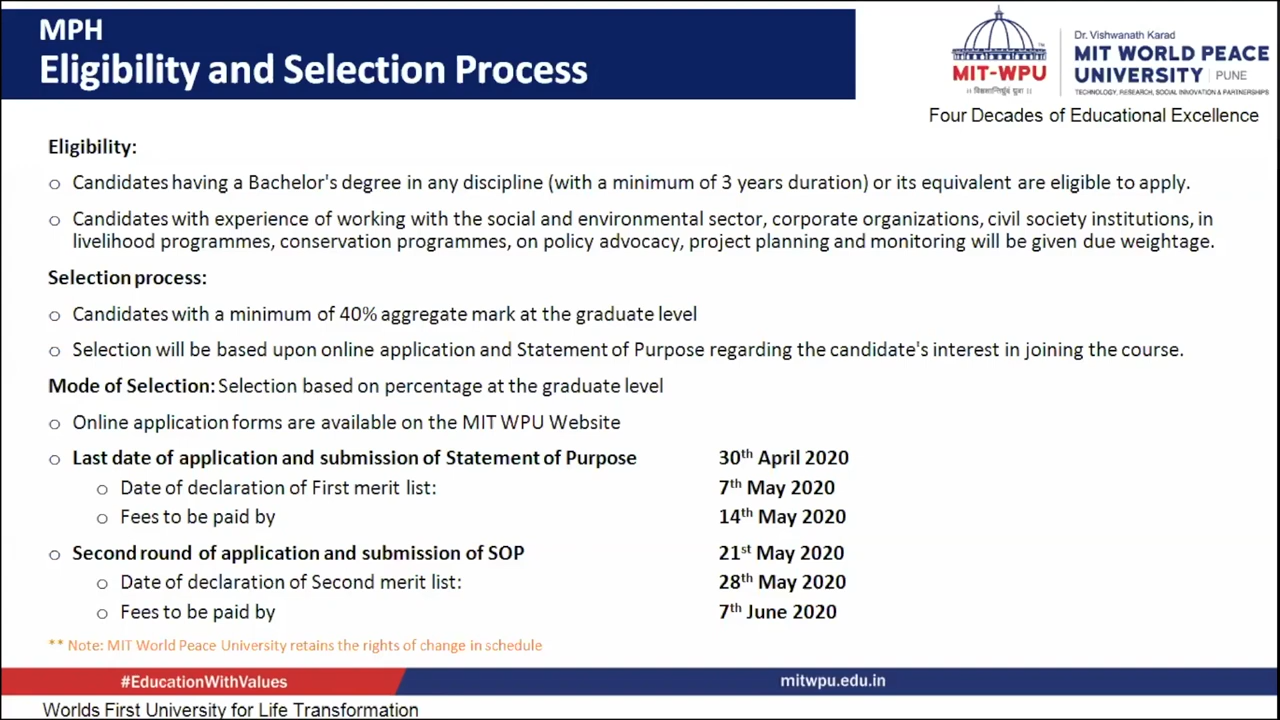 MPH
Eligibility and Selection Process
MIT-WPU
TM
Dr. Vishwanath Karad
MIT WORLD PEACE
UNIVERSITY | PUNE
TECHNOLOGY, RESEARCH, SOCIAL INNOVATION & PARTNERSHIPS
Four Decades of Educational Excellence
Eligibility:
○ Candidates having a Bachelor's degree in any discipline (with a minimum of 3 years duration) or its equivalent are eligible to apply.
○ Candidates with experience of working with the social and environmental sector, corporate organizations, civil society institutions, in
livelihood programmes, conservation programmes, on policy advocacy, project planning and monitoring will be given due weightage.
Selection process:
○ Candidates with a minimum of 40% aggregate mark at the graduate level
○ Selection will be based upon online application and Statement of Purpose regarding the candidate's interest in joining the course.
Mode of Selection: Selection based on percentage at the graduate level
○ Online application forms are available on the MIT WPU Website
○ Last date of application and submission of Statement of Purpose 30th April 2020
○ Date of declaration of First merit list: 7th May 2020
○ Fees to be paid by 14th May 2020
○ Second round of application and submission of SOP 21st May 2020
○ Date of declaration of Second merit list: 28th May 2020
○ Fees to be paid by 7th June 2020
** Note: MIT World Peace University retains the rights of change in schedule
#EducationWithValues mitwpu.edu.in
Worlds First University for Life Transformation